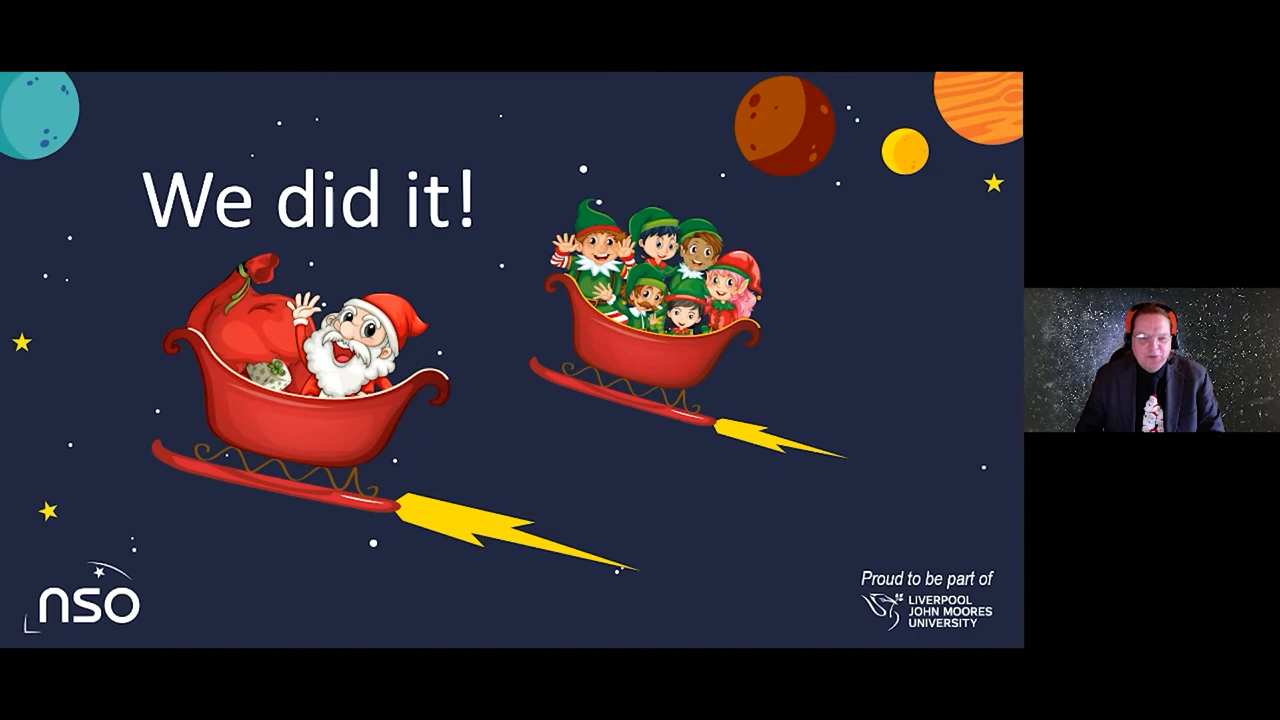 We did it!
nso
Proud to be part of
LIVERPOOL
JOHN MOORES
UNIVERSITY